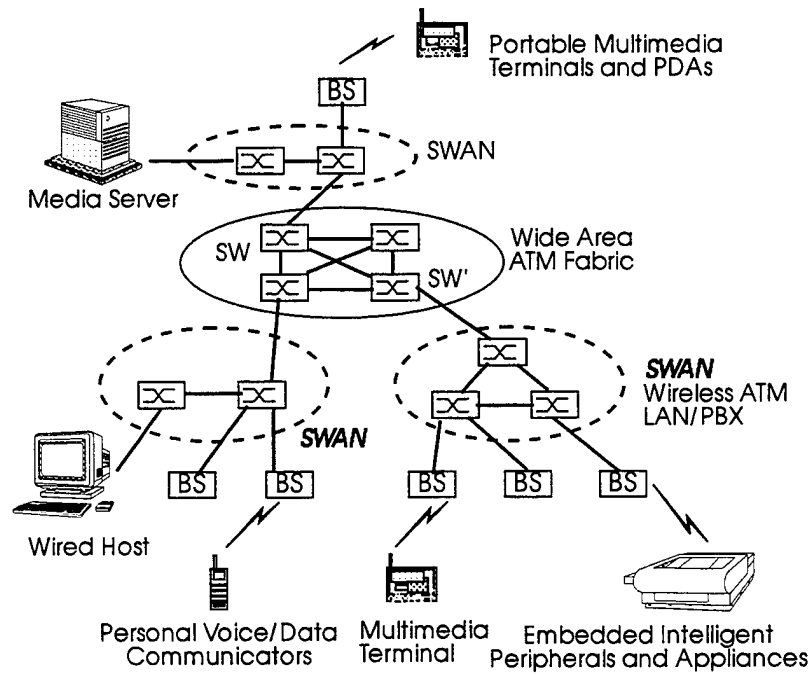 Portable Multimedia
Terminals and PDAs
BS
SWAN
Media Server
SW
Wide Area
ATM Fabric
SW'
SWAN
Wireless ATM
LAN/PBX
SWAN
BS
BS
BS
BS
BS
Wired Host
Personal Voice/Data
Communicators
Multimedia
Terminal
Embedded Intelligent
Peripherals and Appliances